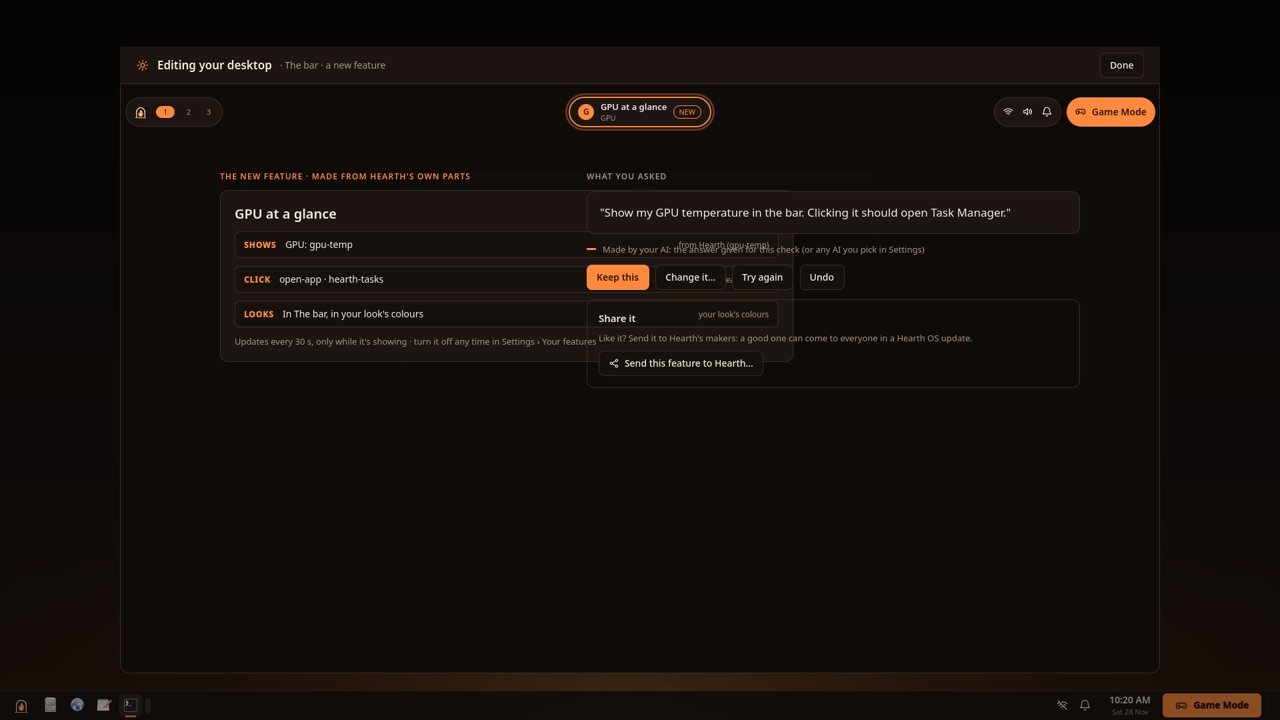 Editing your desktop · The bar · a new feature
Done
1 2 3
G
GPU at a glance
GPU
NEW
Game Mode
THE NEW FEATURE · MADE FROM HEARTH'S OWN PARTS
GPU at a glance
SHOWS GPU: gpu-temp from Hearth (gpu-temp)
CLICK open-app · hearth-tasks
LOOKS In The bar, in your look's colours your look's colours
Updates every 30 s, only while it's showing · turn it off any time in Settings › Your features
WHAT YOU ASKED
"Show my GPU temperature in the bar. Clicking it should open Task Manager."
Made by your AI: the answer given for this check (or any AI you pick in Settings)
Keep this Change it... Try again Undo
Share it
Like it? Send it to Hearth's makers: a good one can come to everyone in a Hearth OS update.
Send this feature to Hearth...
10:20 AM
Sat 28 Nov
Game Mode